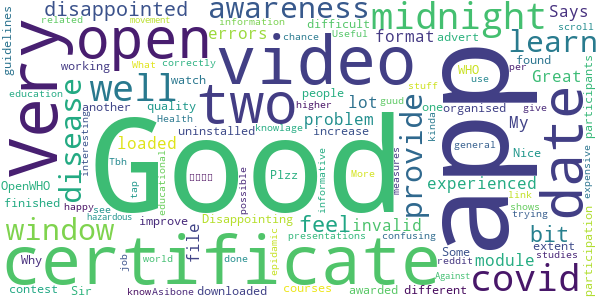 guidelines
related
movement
disappointed
awareness
information
Useful
chance
errors
difficult
midnight
format
advert
Says
What
correctly
scroll
open
video
WHO
found
per
learn
working
education
watch
stuff
use
Great
Very
disease
well
two
people
lot
one
organised
another
quality
higher
problem
give
Health
knowlage
My
date
participants
interesting
loaded
uninstalled
increase
kinda
general
Nice
app
provide
Good
OpenWHO
Tbh
educational
possible
Plzz
informative
More
measures
experienced
finished
tap
link
expensive
happy
see
hazardous
Disappointing
feel
invalid
shows
trying
bit
participation
window
Why
improve
file
epidemic
presentations
confusing
Some
extent
reddit
studies
certificate
job
world
done
module
covid
contest
Sir
knowAsibone
downloaded
courses
awarded
different
Against
guud